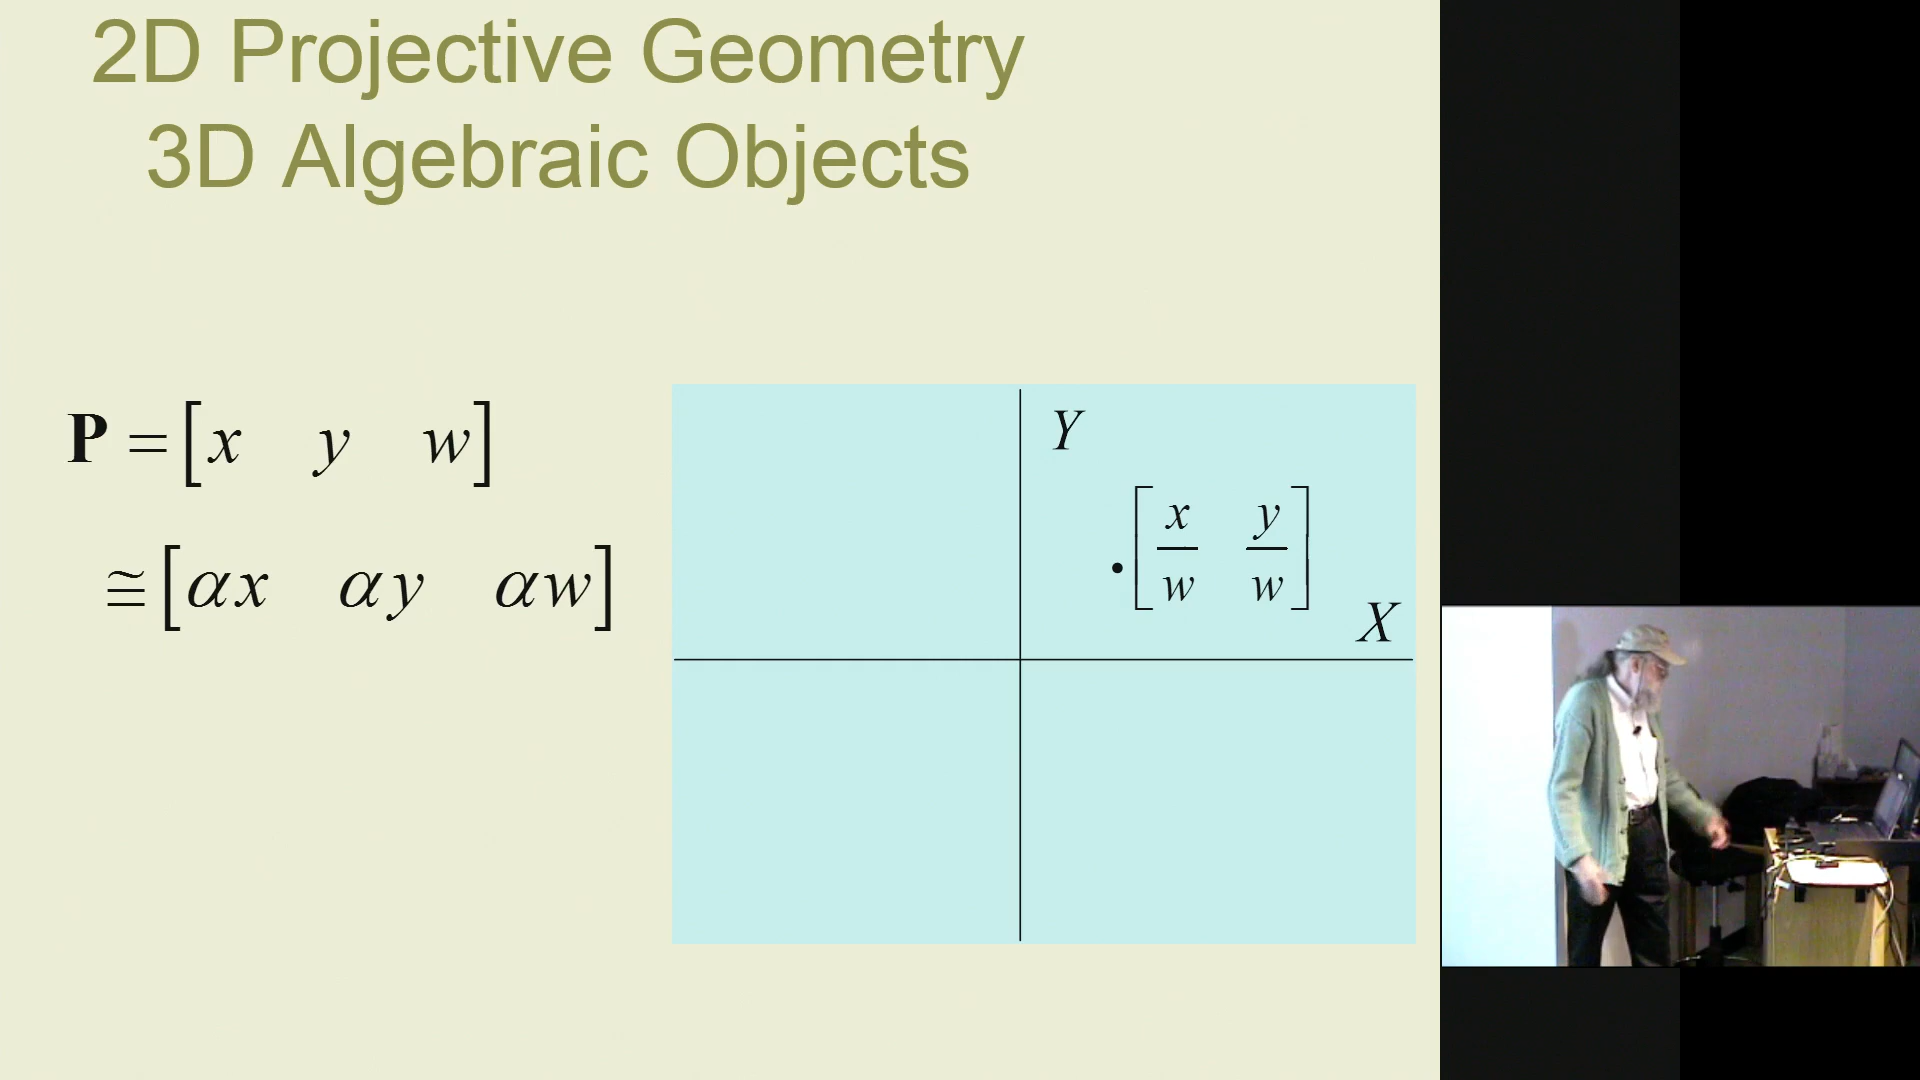 2D Projective Geometry
3D Algebraic Objects
P = [x y w]
≅ [αx αy αw]
Y
[x/w y/w]
X